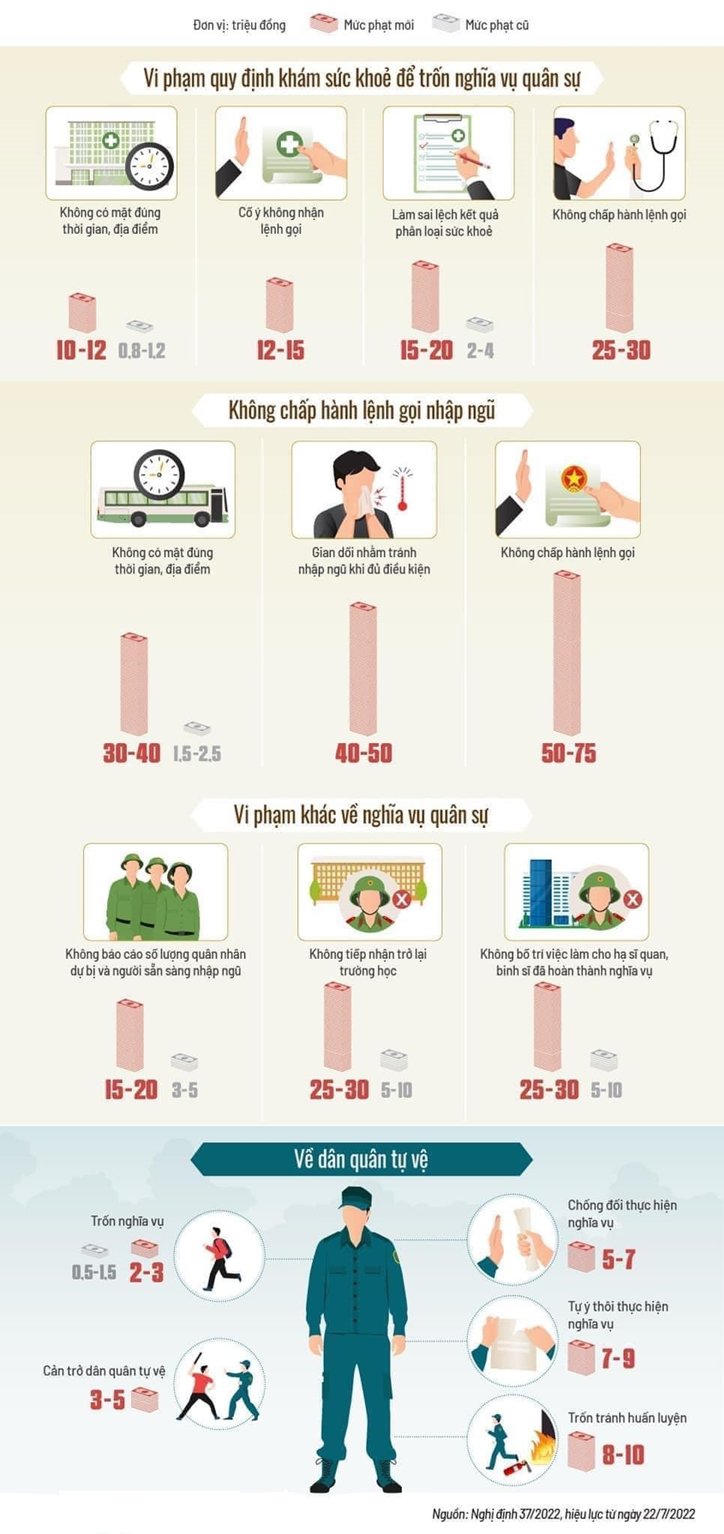 Đơn vị: triệu đồng Mức phạt mới Mức phạt cũ
Vi phạm quy định khám sức khoẻ để trốn nghĩa vụ quân sự
Không có mặt đúng
thời gian, địa điểm
10-12 0,8-1,2
Cố ý không nhận
lệnh gọi
12-15
Làm sai lệch kết quả
phân loại sức khoẻ
15-20 2-4
Không chấp hành lệnh gọi
25-30
Không chấp hành lệnh gọi nhập ngũ
Không có mặt đúng
thời gian, địa điểm
30-40 1,5-2,5
Gian dối nhằm tránh
nhập ngũ khi đủ điều kiện
40-50
Không chấp hành lệnh gọi
50-75
Vi phạm khác về nghĩa vụ quân sự
Không báo cáo số lượng quân nhân
dự bị và người sẵn sàng nhập ngũ
15-20 3-5
Không tiếp nhận trở lại
trường học
25-30 5-10
Không bố trí việc làm cho hạ sĩ quan,
binh sĩ đã hoàn thành nghĩa vụ
25-30 5-10
Về dân quân tự vệ
Trốn nghĩa vụ
0,5-1,5 2-3
Cản trở dân quân tự vệ
3-5
Chống đối thực hiện
nghĩa vụ
5-7
Tự ý thôi thực hiện
nghĩa vụ
7-9
Trốn tránh huấn luyện
8-10
Nguồn: Nghị định 37/2022, hiệu lực từ ngày 22/7/2022